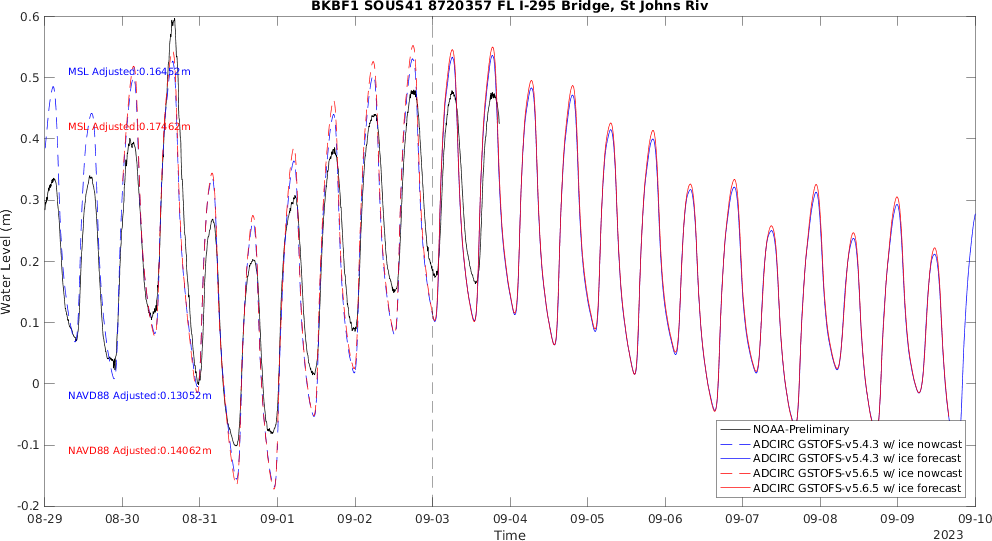 BKBF1 SOUS41 8720357 FL I-295 Bridge, St Johns Riv
0.6
0.5
0.4
0.3
0.2
0.1
0
-0.1
-0.2
Water Level (m)
MSL Adjusted:0.16452m
MSL Adjusted:0.17462m
NAVD88 Adjusted:0.13052m
NAVD88 Adjusted:0.14062m
NOAA-Preliminary
ADCIRC GSTOFS-v5.4.3 w/ ice nowcast
ADCIRC GSTOFS-v5.4.3 w/ ice forecast
ADCIRC GSTOFS-v5.6.5 w/ ice nowcast
ADCIRC GSTOFS-v5.6.5 w/ ice forecast
08-29 08-30 08-31 09-01 09-02 09-03 09-04 09-05 09-06 09-07 09-08 09-09 09-10
Time
2023